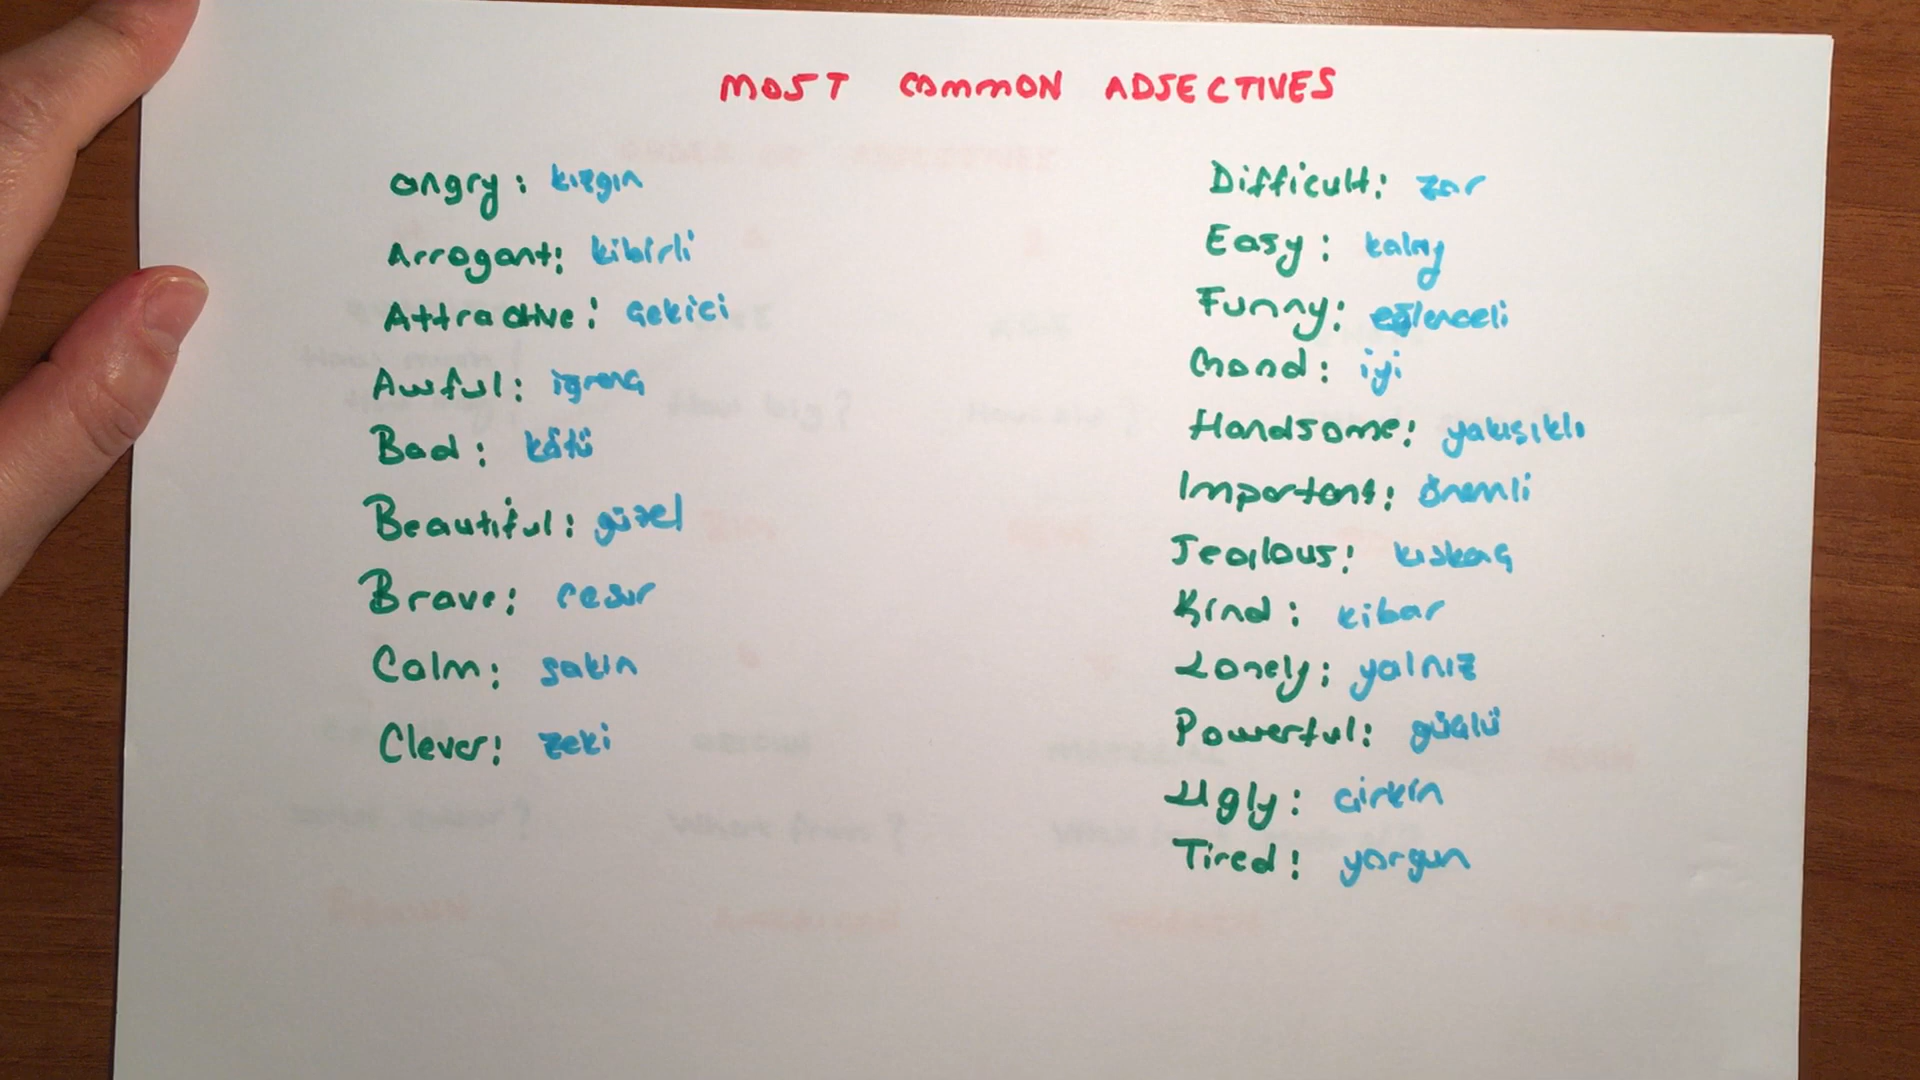 MOST COMMON ADJECTIVES
angry: kızgın
Arrogant: kibirli
Attractive: çekici
Awful: iğrenç
Bad: kötü
Beautiful: güzel
Brave: cesur
Calm: sakin
Clever: zeki
Difficult: zor
Easy: kolay
Funny: eğlenceli
Good: iyi
Handsome: yakışıklı
Important: önemli
Jealous: kıskanç
Kind: kibar
Lonely: yalnız
Powerful: güçlü
Ugly: çirkin
Tired: yorgun